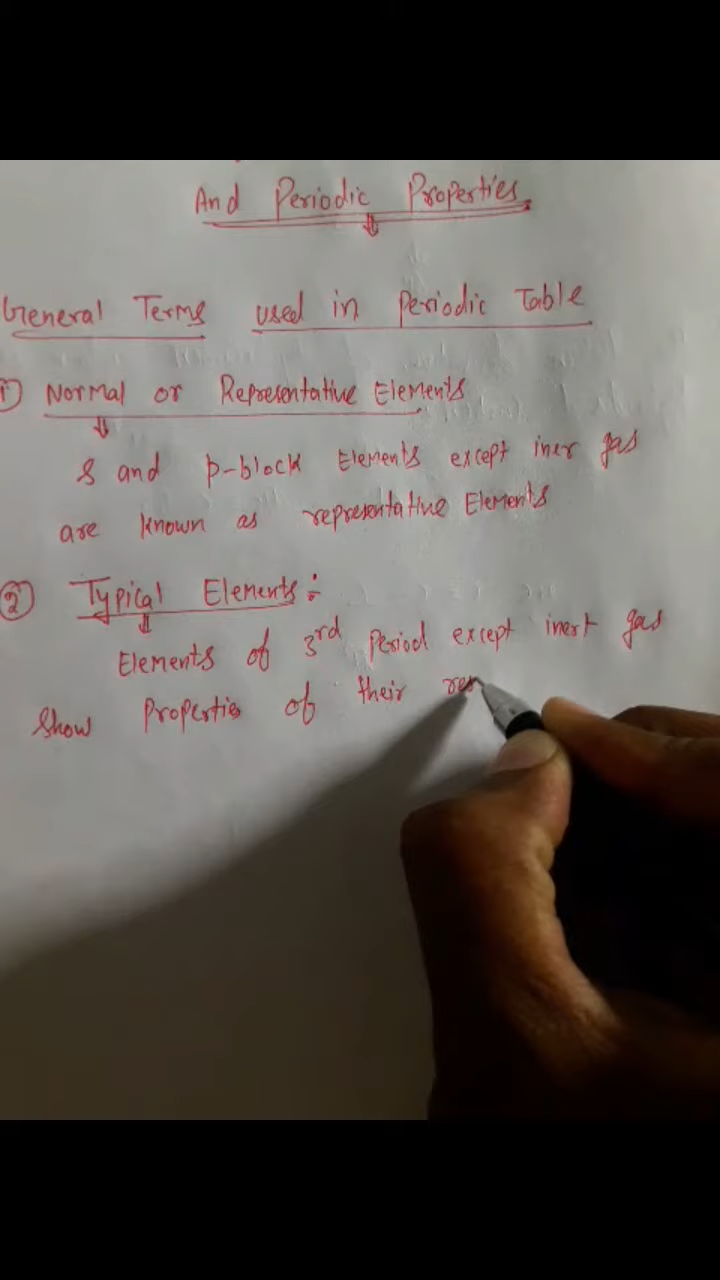 And Periodic Properties
General Terms used in Periodic Table
1) Normal or Representative Elements
s and p-block Elements except iner gas
are known as representative Elements
2) Typical Elements:
Elements of 3rd Period except inert gas
Show Properties of their